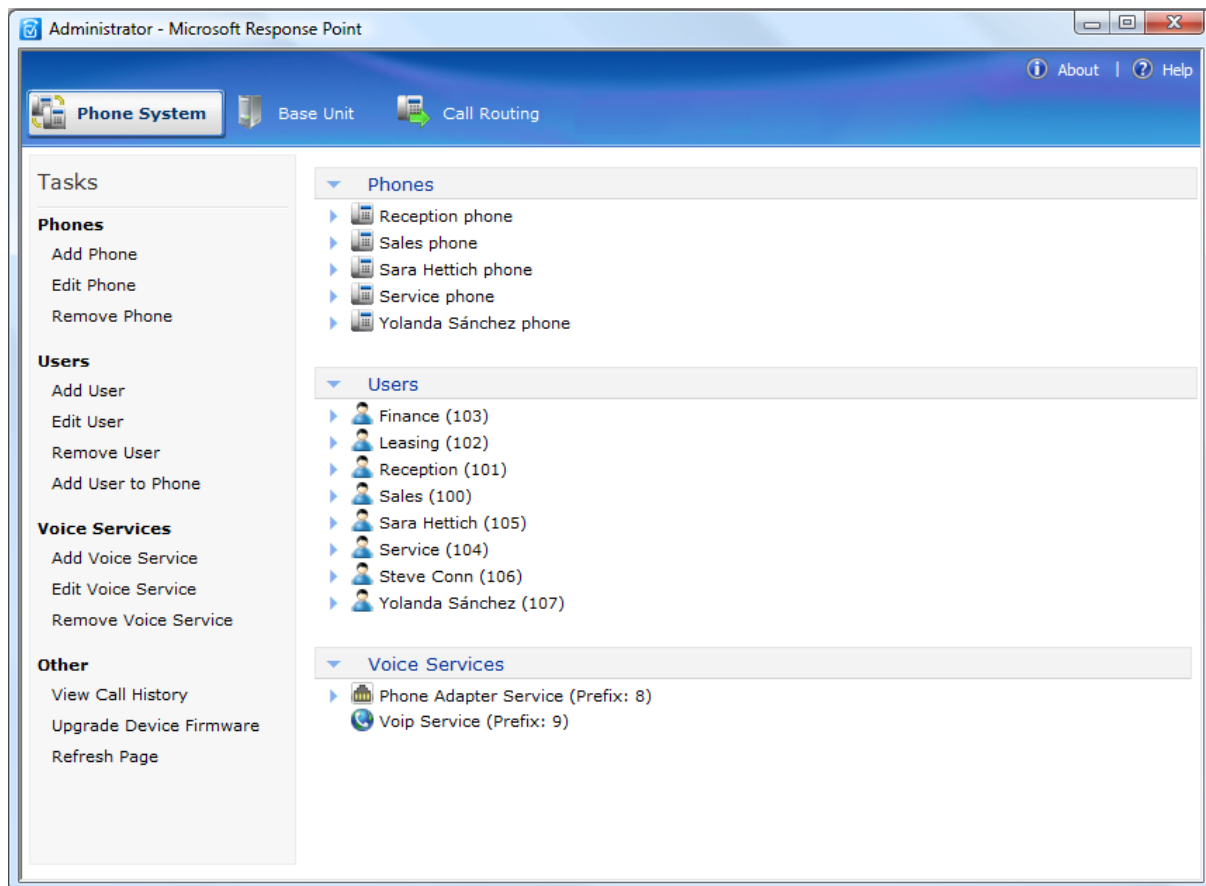 Administrator - Microsoft Response Point
About | Help
Phone System Base Unit Call Routing
Tasks
Phones
Add Phone
Edit Phone
Remove Phone
Users
Add User
Edit User
Remove User
Add User to Phone
Voice Services
Add Voice Service
Edit Voice Service
Remove Voice Service
Other
View Call History
Upgrade Device Firmware
Refresh Page
Phones
Reception phone
Sales phone
Sara Hettich phone
Service phone
Yolanda Sánchez phone
Users
Finance (103)
Leasing (102)
Reception (101)
Sales (100)
Sara Hettich (105)
Service (104)
Steve Conn (106)
Yolanda Sánchez (107)
Voice Services
Phone Adapter Service (Prefix: 8)
Voip Service (Prefix: 9)